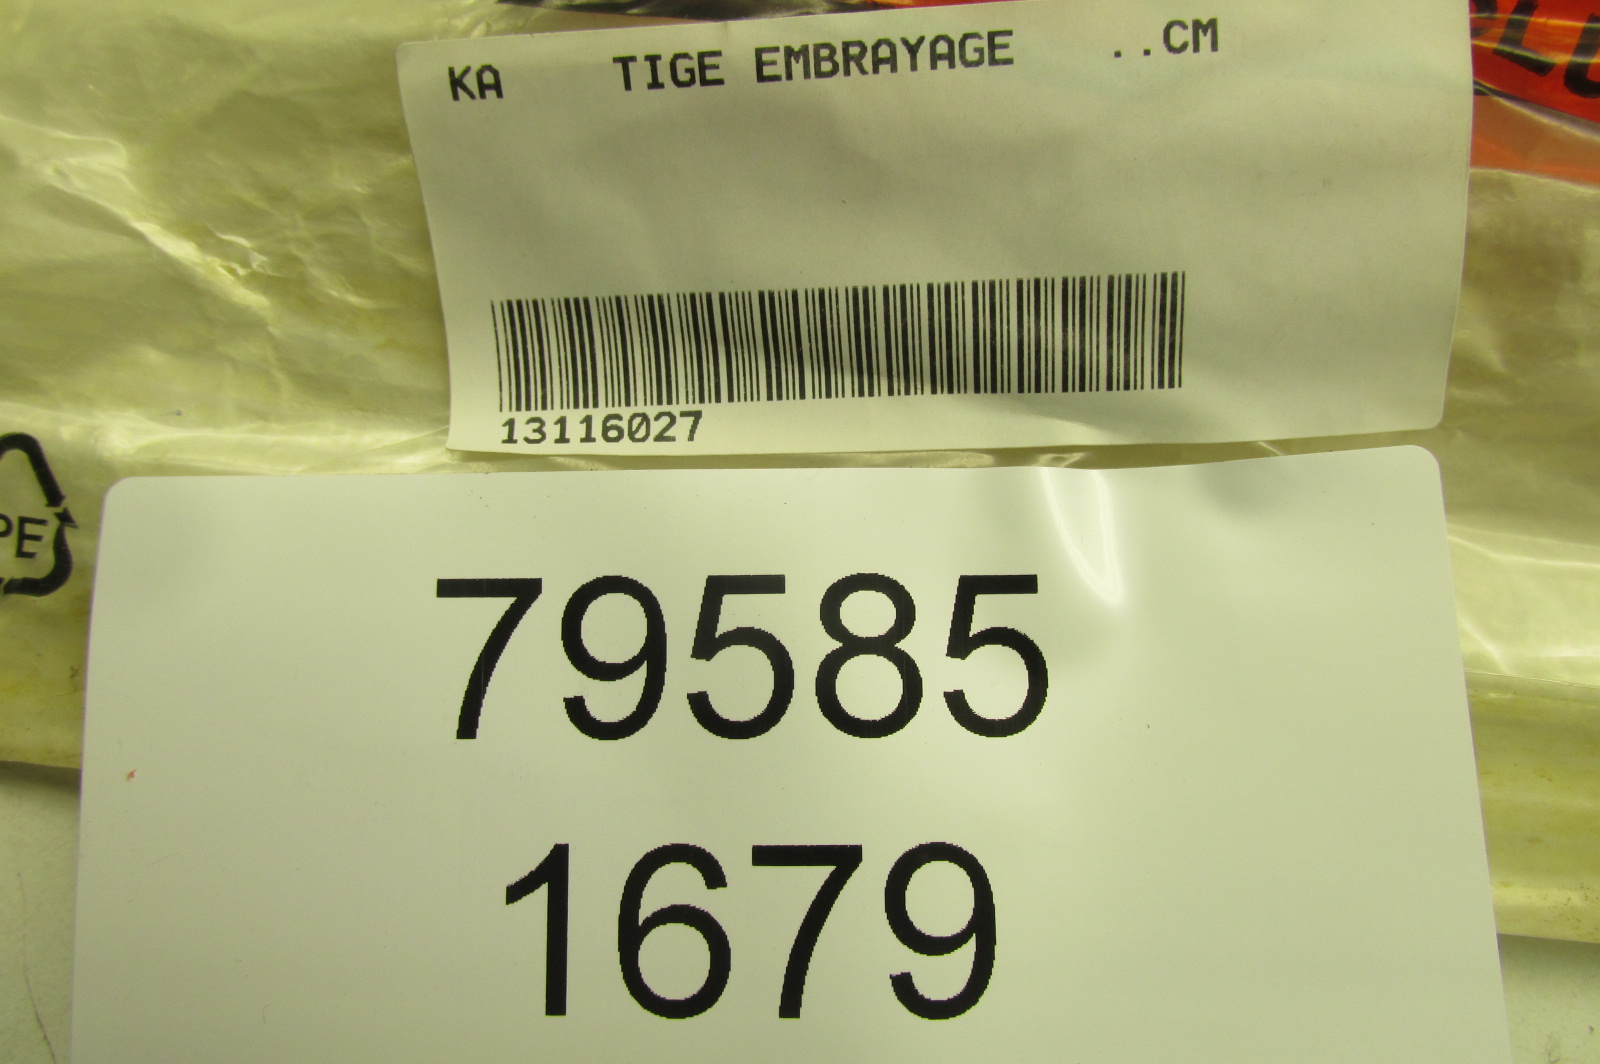 KA TIGE EMBRAYAGE ..CM
13116027
PE
79585
1679